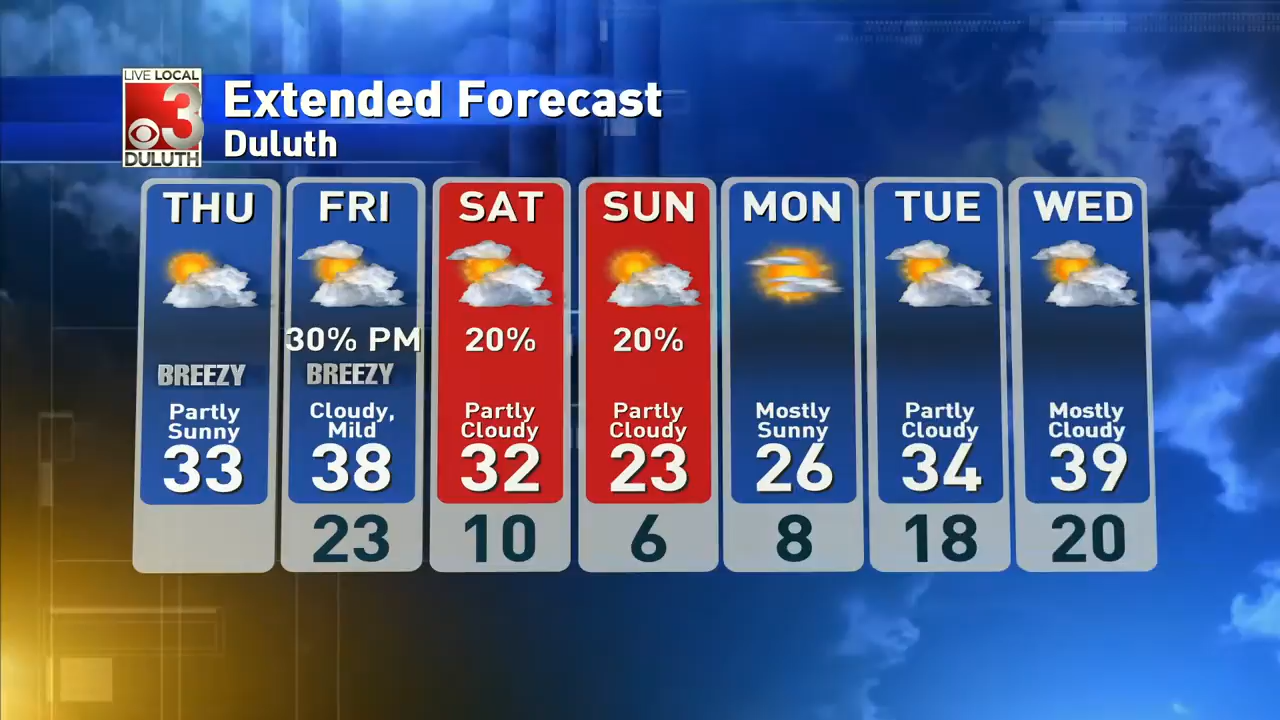 LIVE LOCAL
3
DULUTH
Extended Forecast
Duluth
THU
BREEZY
Partly
Sunny
33
FRI
30% PM
BREEZY
Cloudy,
Mild
38
23
SAT
20%
Partly
Cloudy
32
10
SUN
20%
Partly
Cloudy
23
6
MON
Mostly
Sunny
26
8
TUE
Partly
Cloudy
34
18
WED
Mostly
Cloudy
39
20